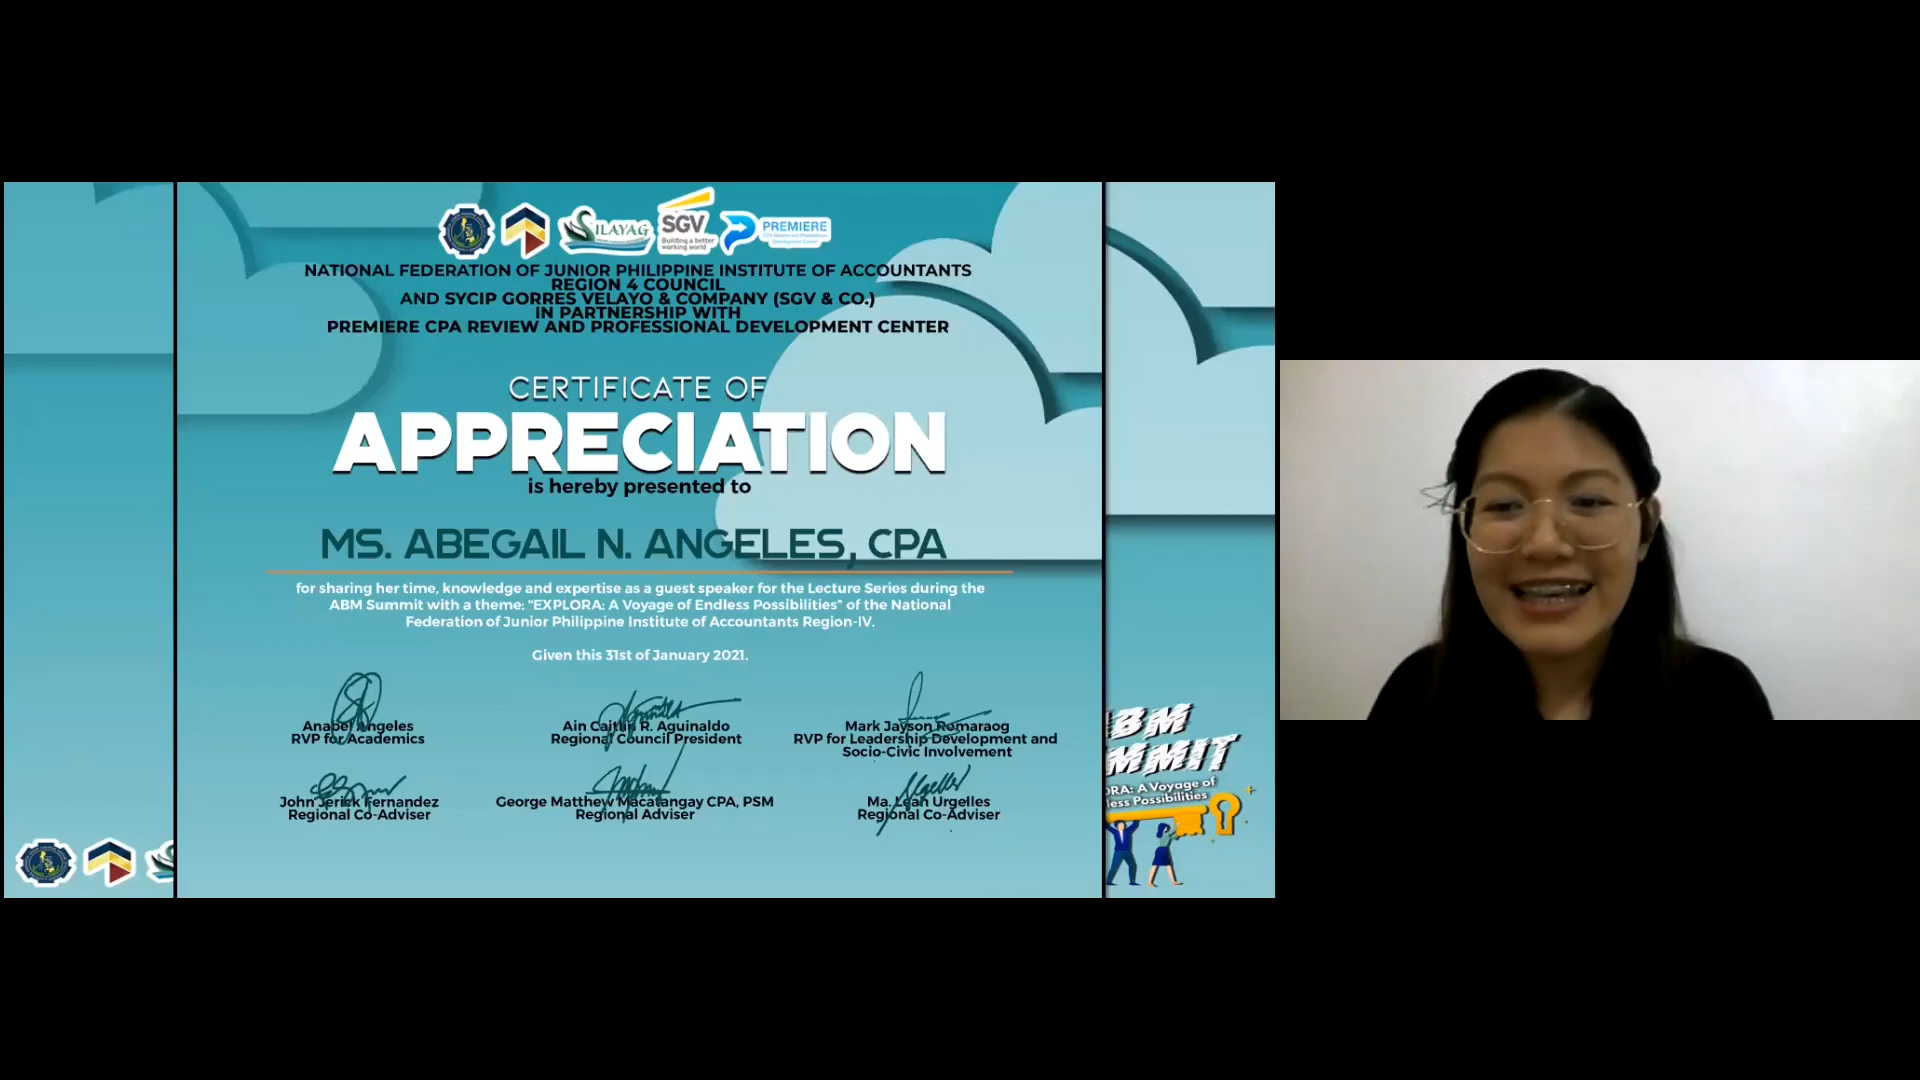 ILAYAG
SGV
Building a better
working world
PREMIERE
NATIONAL FEDERATION OF JUNIOR PHILIPPINE INSTITUTE OF ACCOUNTANTS
REGION 4 COUNCIL
AND SYCIP GORRES VELAYO & COMPANY (SGV & CO.)
IN PARTNERSHIP WITH
PREMIERE CPA REVIEW AND PROFESSIONAL DEVELOPMENT CENTER
CERTIFICATE OF
APPRECIATION
is hereby presented to
MS. ABEGAIL N. ANGELES, CPA
for sharing her time, knowledge and expertise as a guest speaker for the Lecture Series during the
ABM Summit with a theme: “EXPLORA: A Voyage of Endless Possibilities” of the National
Federation of Junior Philippine Institute of Accountants Region-IV.
Given this 31st of January 2021.
Anabel Angeles
RVP for Academics
Ain Caitlin R. Aguinaldo
Regional Council President
Mark Jayson Romaraog
RVP for Leadership Development and
Socio-Civic Involvement
John Jerick Fernandez
Regional Co-Adviser
George Matthew Macatangay CPA, PSM
Regional Adviser
Ma. Leah Urgelles
Regional Co-Adviser
BM
MMIT
ORA: A Voyage of
less Possibilities